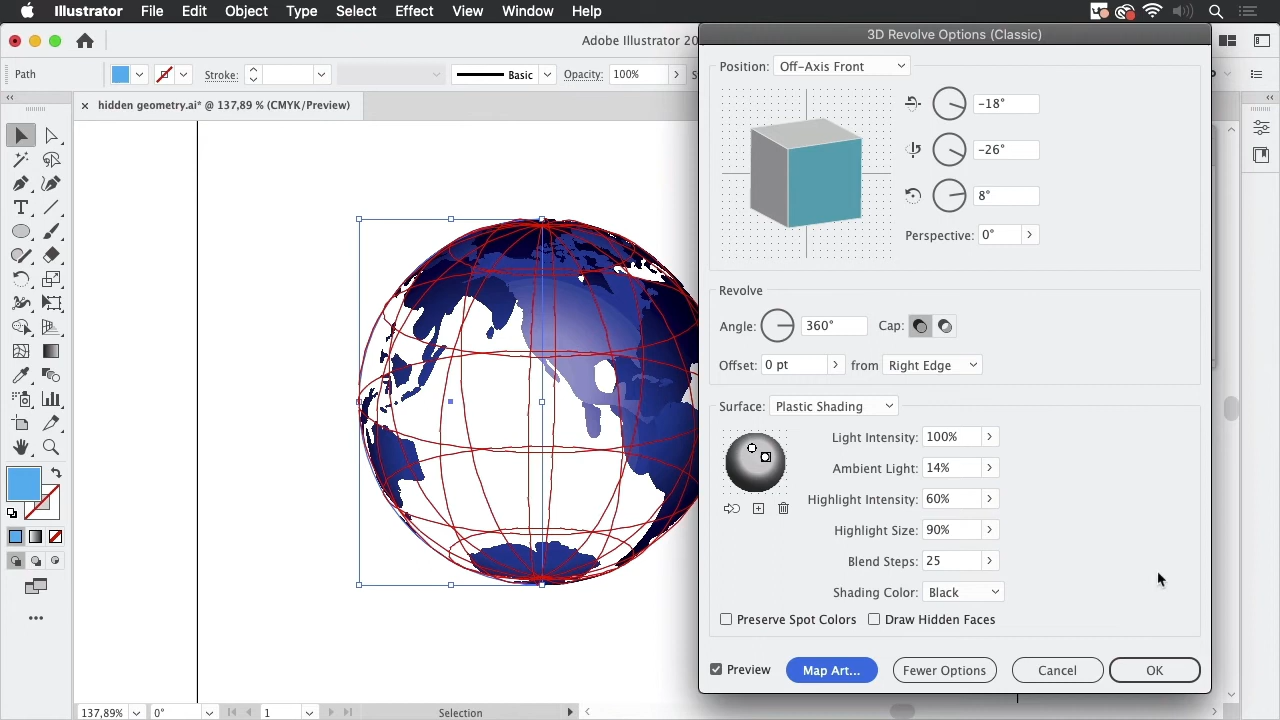 Illustrator File Edit Object Type Select Effect View Window Help
Adobe Illustrator 20
3D Revolve Options (Classic)
Path
Stroke:
Basic
Opacity:
100%
hidden geometry.ai* @ 137,89 % (CMYK/Preview)
Position: Off-Axis Front
-18°
-26°
8°
Perspective: 0°
Revolve
Angle: 360° Cap:
Offset: 0 pt from Right Edge
Surface: Plastic Shading
Light Intensity: 100%
Ambient Light: 14%
Highlight Intensity: 60%
Highlight Size: 90%
Blend Steps: 25
Shading Color: Black
Preserve Spot Colors Draw Hidden Faces
Preview Map Art... Fewer Options Cancel OK
137,89% 0° 1 Selection